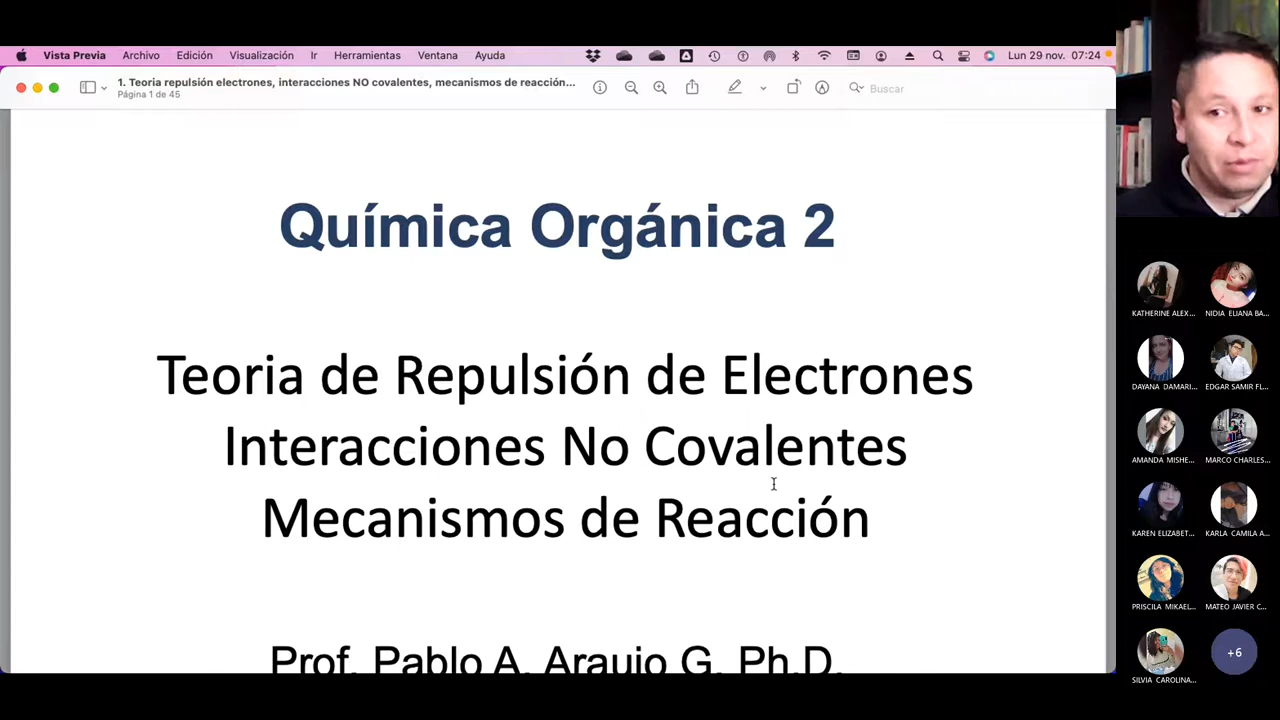 Vista Previa Archivo Edición Visualización Ir Herramientas Ventana Ayuda Lun 29 nov. 07:24
1. Teoria repulsión electrones, interacciones NO covalentes, mecanismos de reacción...
Página 1 de 45
Buscar
Química Orgánica 2
Teoria de Repulsión de Electrones
Interacciones No Covalentes
Mecanismos de Reacción
Prof. Pablo A. Araujo G. Ph.D.
KATHERINE ALEX... NIDIA ELIANA BA...
DAYANA DAMARI... EDGAR SAMIR FL...
AMANDA MISHE... MARCO CHARLES...
KAREN ELIZABET... KARLA CAMILA A...
PRISCILA MIKAEL... MATEO JAVIER C...
SILVIA CAROLINA... +6